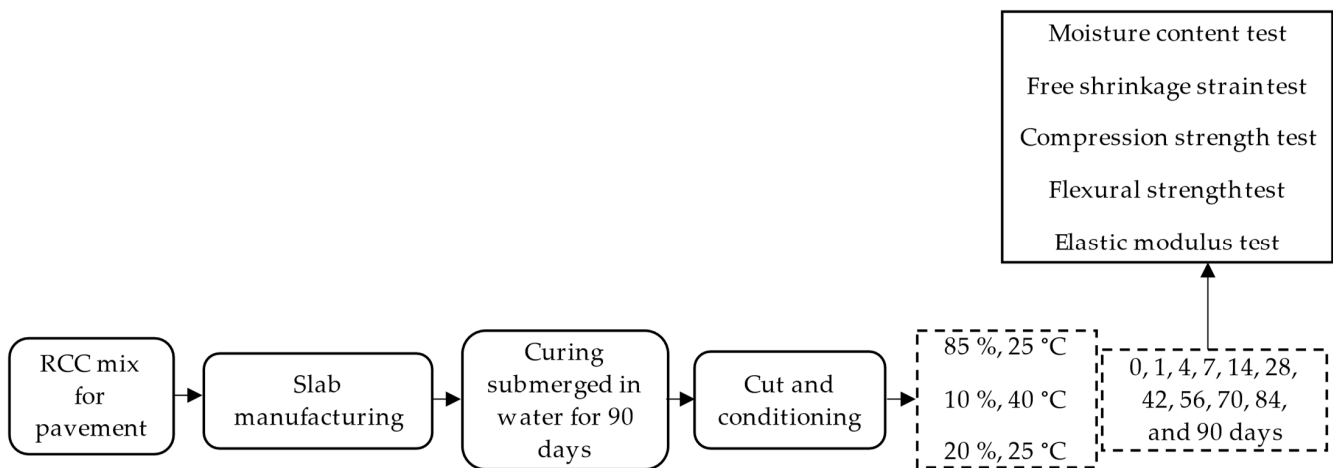 Moisture content test
Free shrinkage strain test
Compression strength test
Flexural strength test
Elastic modulus test
RCC mix
for
pavement
Slab
manufacturing
Curing
submerged in
water for 90
days
Cut and
conditioning
85 %, 25 °C
10 %, 40 °C
20 %, 25 °C
0, 1, 4, 7, 14, 28,
42, 56, 70, 84,
and 90 days